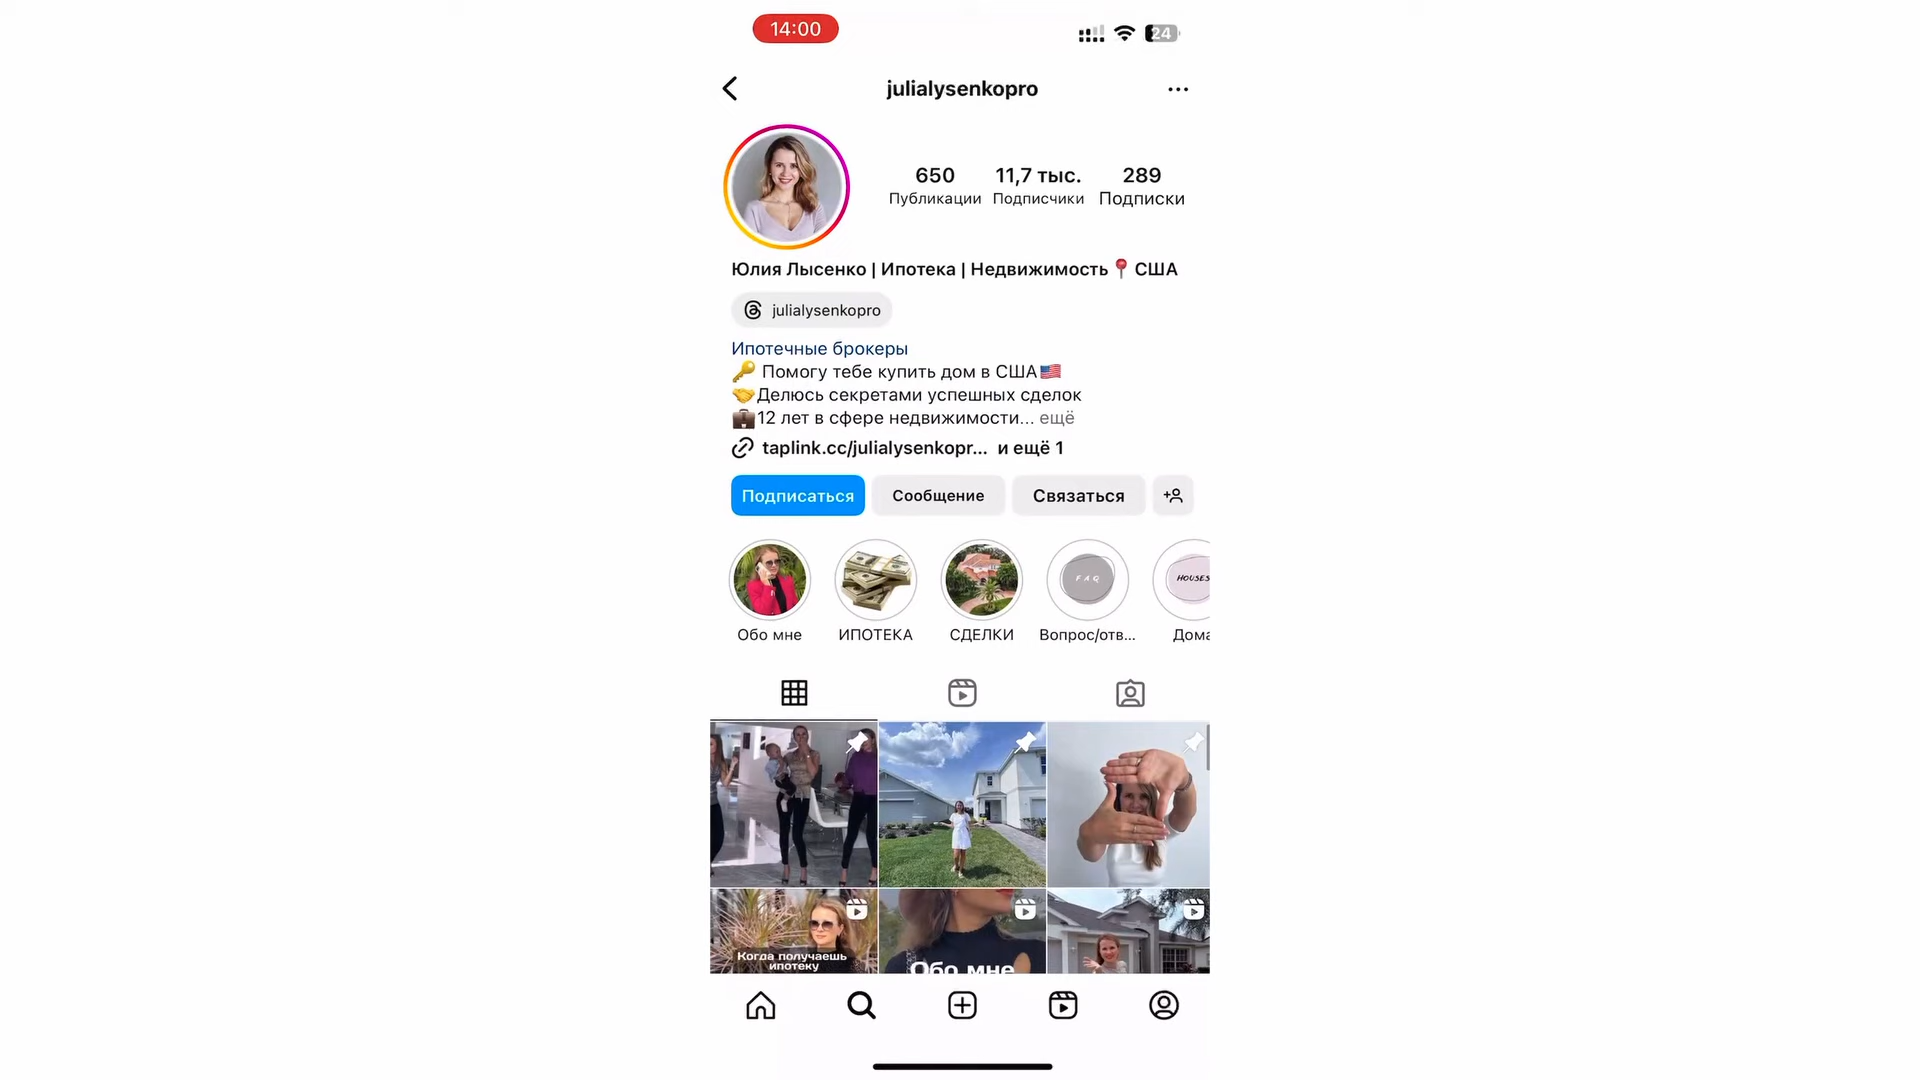 14:00
24
julialysenkopro
650
11,7 тыс.
289
Публикации
Подписчики
Подписки
Юлия Лысенко | Ипотека | Недвижимость📍США
julialysenkopro
Ипотечные брокеры
🔑 Помогу тебе купить дом в США🇺🇸
🤝Делюсь секретами успешных сделок
💼12 лет в сфере недвижимости... ещё
taplink.cc/julialysenkopr... и ещё 1
Подписаться
Сообщение
Связаться
FAQ
HOUSES
Обо мне
ИПОТЕКА
СДЕЛКИ
Вопрос/отв...
Дома
Когда получаешь
ипотеку
Обо мне